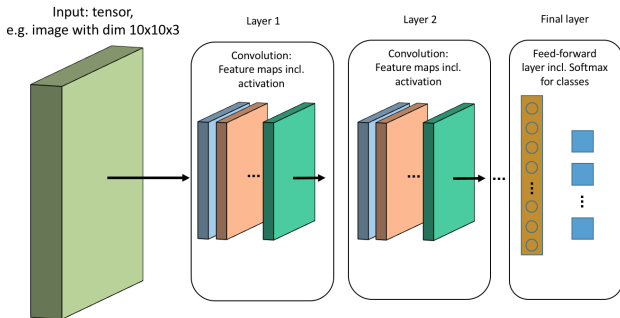 Input: tensor,
e.g. image with dim 10x10x3
Layer 1
Convolution:
Feature maps incl.
activation
...
Layer 2
Convolution:
Feature maps incl.
activation
...
...
Final layer
Feed-forward
layer incl. Softmax
for classes
...
...